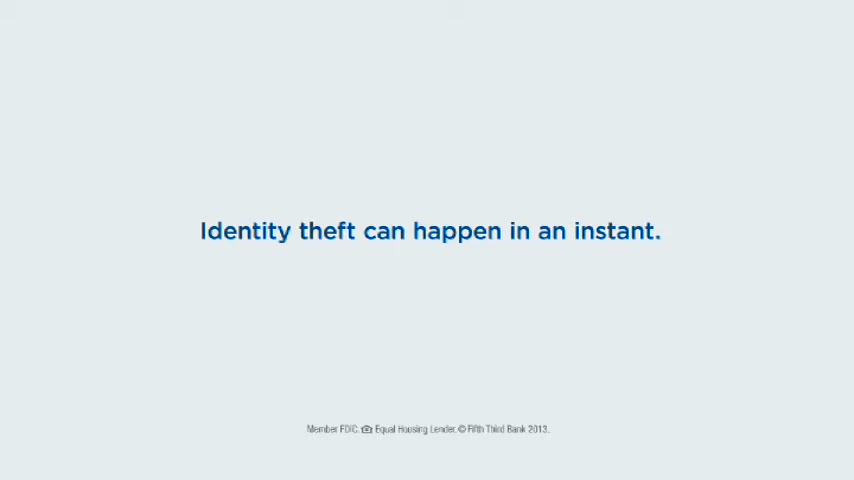 Identity theft can happen in an instant.
Member FDIC. Equal Housing Lender. © Fifth Third Bank 2013.